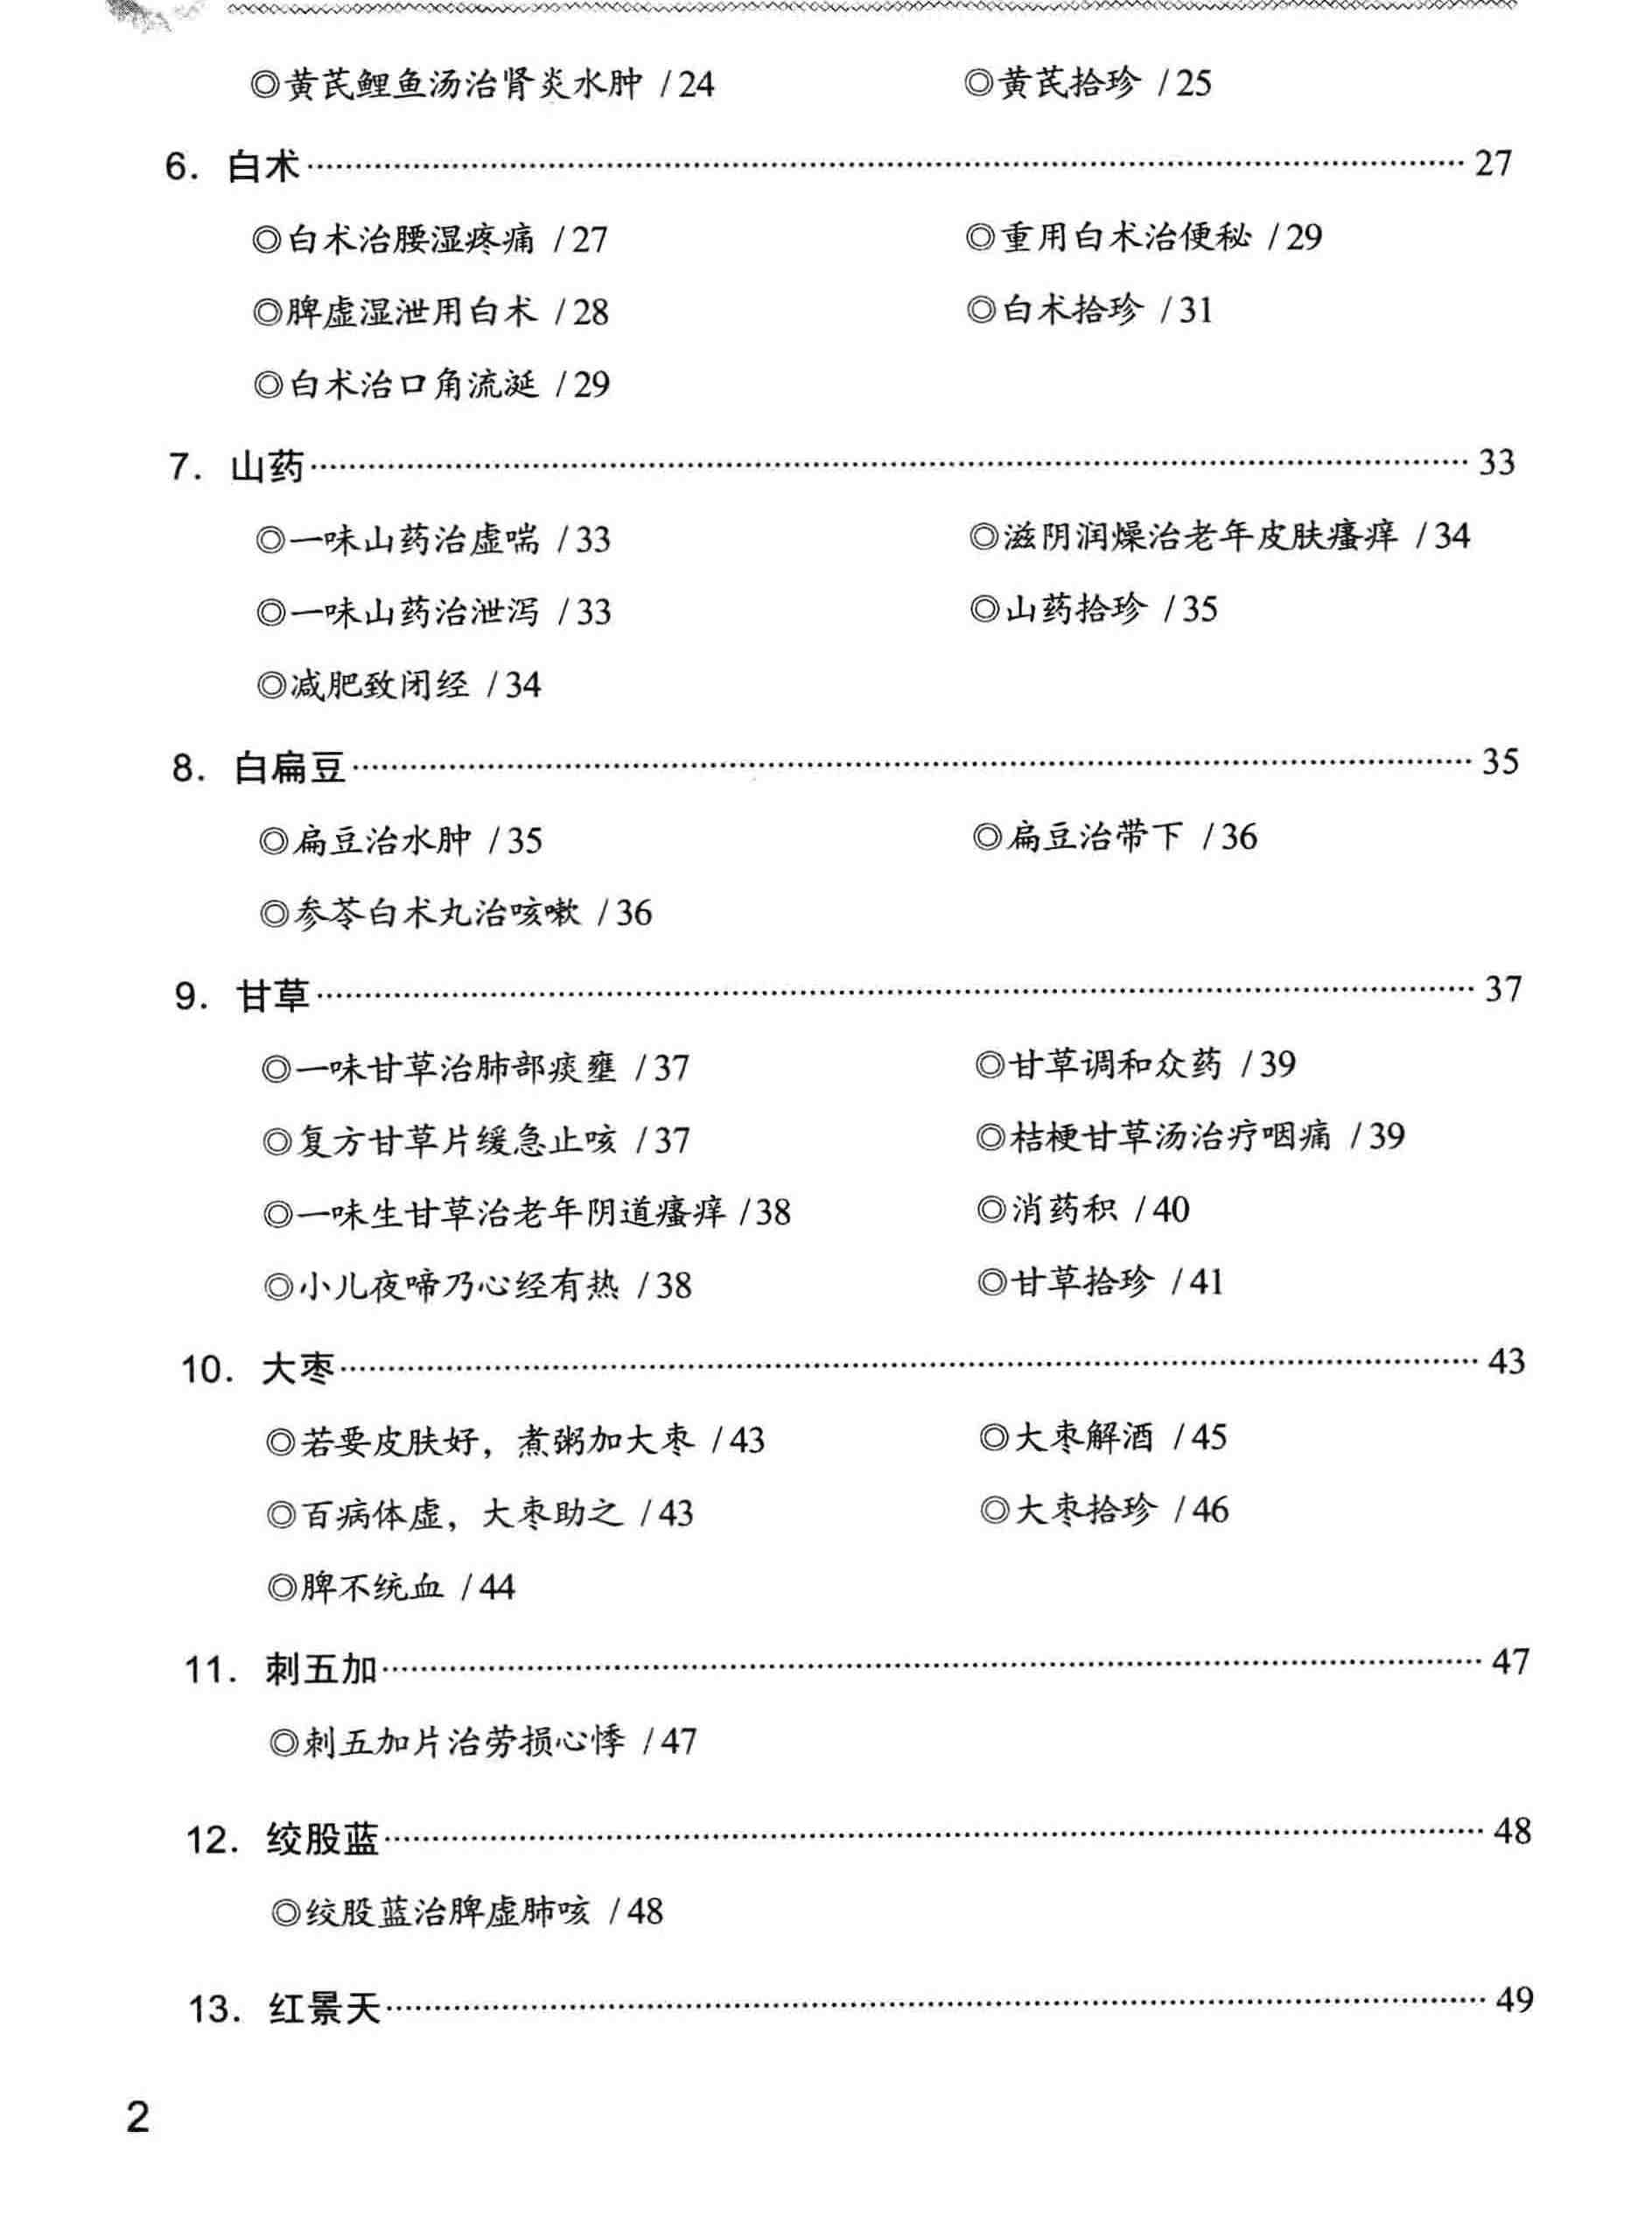 ◎黄芪鲤鱼汤治肾炎水肿 /24 ◎黄芪拾珍 /25
6. 白术 27
◎白术治腰湿疼痛 /27 ◎重用白术治便秘 /29
◎脾虚湿泄用白术 /28 ◎白术拾珍 /31
◎白术治口角流涎 /29
7. 山药 33
◎一味山药治虚喘 /33 ◎滋阴润燥治老年皮肤瘙痒 /34
◎一味山药治泄泻 /33 ◎山药拾珍 /35
◎减肥致闭经 /34
8. 白扁豆 35
◎扁豆治水肿 /35 ◎扁豆治带下 /36
◎参苓白术丸治咳嗽 /36
9. 甘草 37
◎一味甘草治肺部痰壅 /37 ◎甘草调和众药 /39
◎复方甘草片缓急止咳 /37 ◎桔梗甘草汤治疗咽痛 /39
◎一味生甘草治老年阴道瘙痒 /38 ◎消药积 /40
◎小儿夜啼乃心经有热 /38 ◎甘草拾珍 /41
10. 大枣 43
◎若要皮肤好，煮粥加大枣 /43 ◎大枣解酒 /45
◎百病体虚，大枣助之 /43 ◎大枣拾珍 /46
◎脾不统血 /44
11. 刺五加 47
◎刺五加片治劳损心悸 /47
12. 绞股蓝 48
◎绞股蓝治脾虚肺咳 /48
13. 红景天 49
2